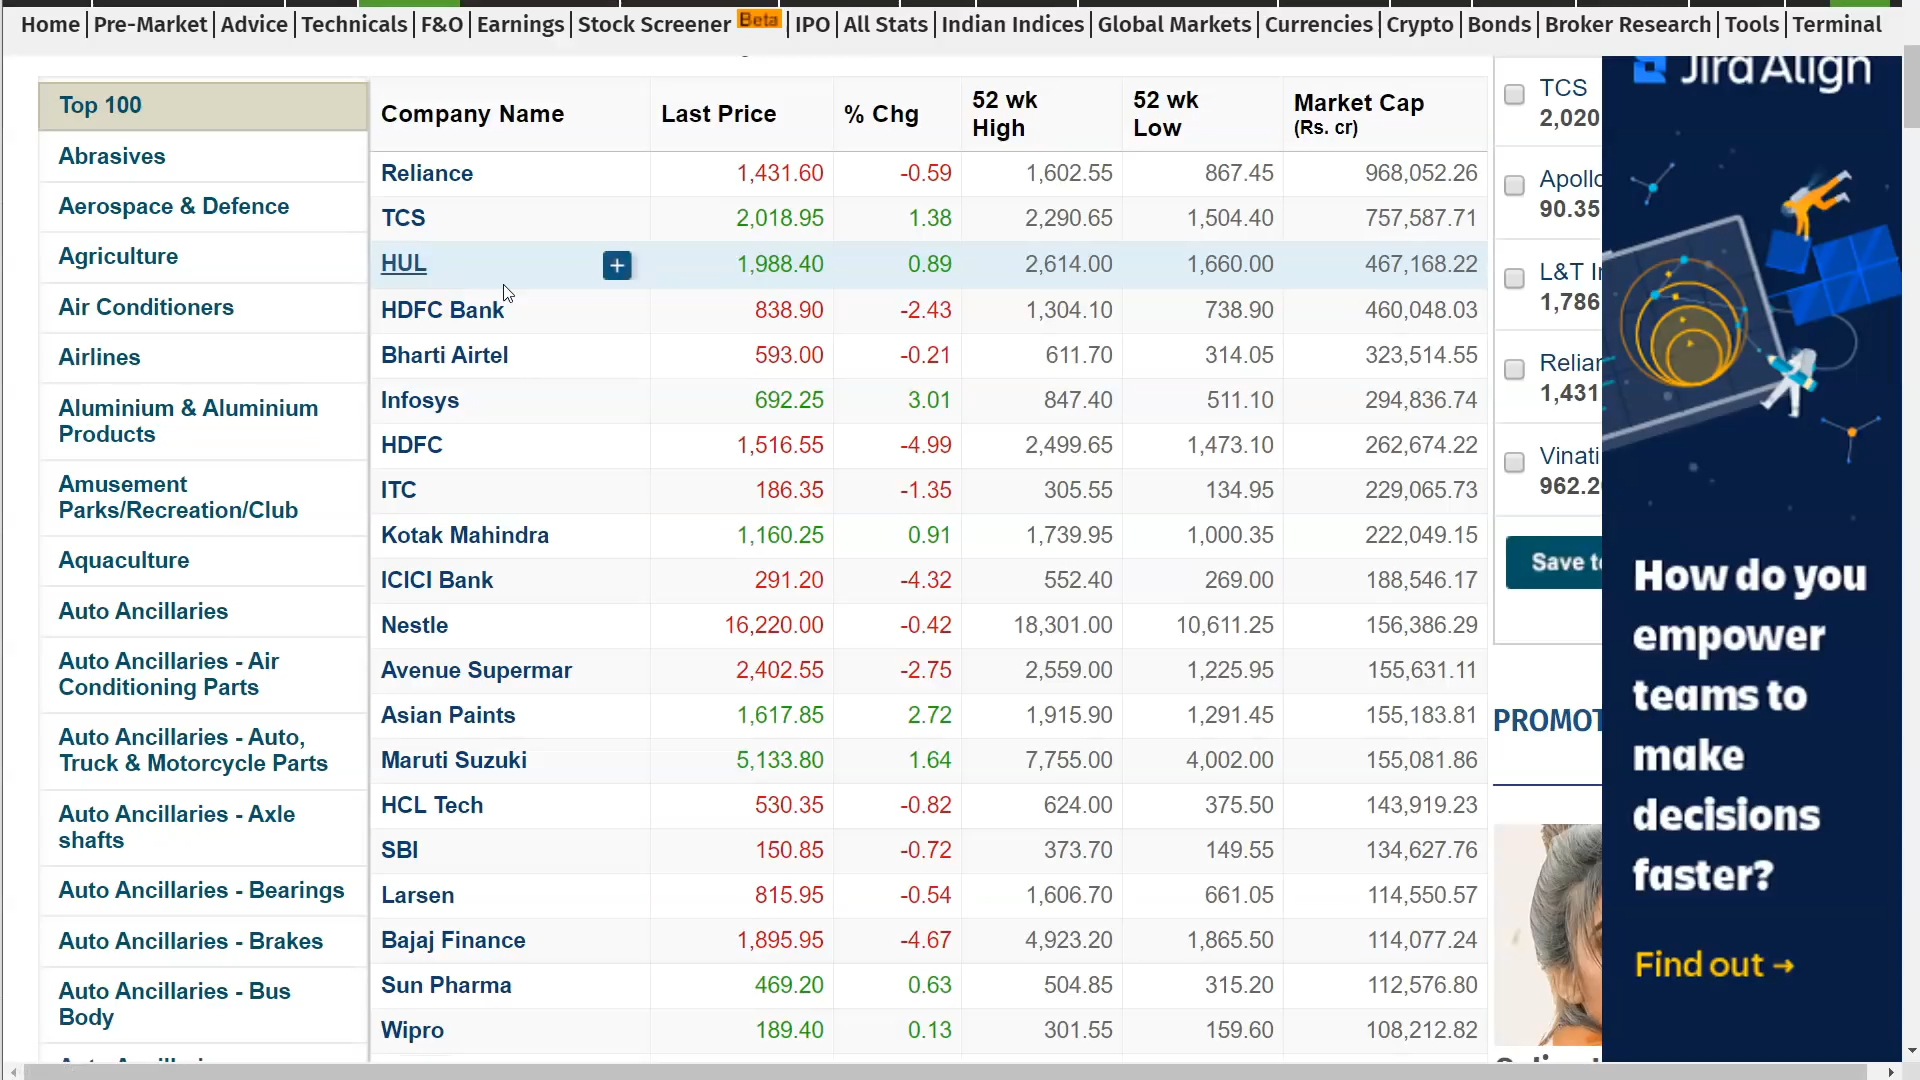 Home | Pre-Market | Advice | Technicals | F&O | Earnings | Stock Screener Beta | IPO | All Stats | Indian Indices | Global Markets | Currencies | Crypto | Bonds | Broker Research | Tools | Terminal
Top 100
Abrasives
Aerospace & Defence
Agriculture
Air Conditioners
Airlines
Aluminium & Aluminium
Products
Amusement
Parks/Recreation/Club
Aquaculture
Auto Ancillaries
Auto Ancillaries - Air
Conditioning Parts
Auto Ancillaries - Auto,
Truck & Motorcycle Parts
Auto Ancillaries - Axle
shafts
Auto Ancillaries - Bearings
Auto Ancillaries - Brakes
Auto Ancillaries - Bus
Body
Company Name Last Price % Chg 52 wk High 52 wk Low Market Cap (Rs. cr)
Reliance 1,431.60 -0.59 1,602.55 867.45 968,052.26
TCS 2,018.95 1.38 2,290.65 1,504.40 757,587.71
HUL + 1,988.40 0.89 2,614.00 1,660.00 467,168.22
HDFC Bank 838.90 -2.43 1,304.10 738.90 460,048.03
Bharti Airtel 593.00 -0.21 611.70 314.05 323,514.55
Infosys 692.25 3.01 847.40 511.10 294,836.74
HDFC 1,516.55 -4.99 2,499.65 1,473.10 262,674.22
ITC 186.35 -1.35 305.55 134.95 229,065.73
Kotak Mahindra 1,160.25 0.91 1,739.95 1,000.35 222,049.15
ICICI Bank 291.20 -4.32 552.40 269.00 188,546.17
Nestle 16,220.00 -0.42 18,301.00 10,611.25 156,386.29
Avenue Supermar 2,402.55 -2.75 2,559.00 1,225.95 155,631.11
Asian Paints 1,617.85 2.72 1,915.90 1,291.45 155,183.81
Maruti Suzuki 5,133.80 1.64 7,755.00 4,002.00 155,081.86
HCL Tech 530.35 -0.82 624.00 375.50 143,919.23
SBI 150.85 -0.72 373.70 149.55 134,627.76
Larsen 815.95 -0.54 1,606.70 661.05 114,550.57
Bajaj Finance 1,895.95 -4.67 4,923.20 1,865.50 114,077.24
Sun Pharma 469.20 0.63 504.85 315.20 112,576.80
Wipro 189.40 0.13 301.55 159.60 108,212.82
TCS
2,020
Apollo
90.35
L&T I
1,786
Relian
1,431
Vinati
962.2
Save to
PROMOT
Jira Align
How do you
empower
teams to
make
decisions
faster?
Find out →